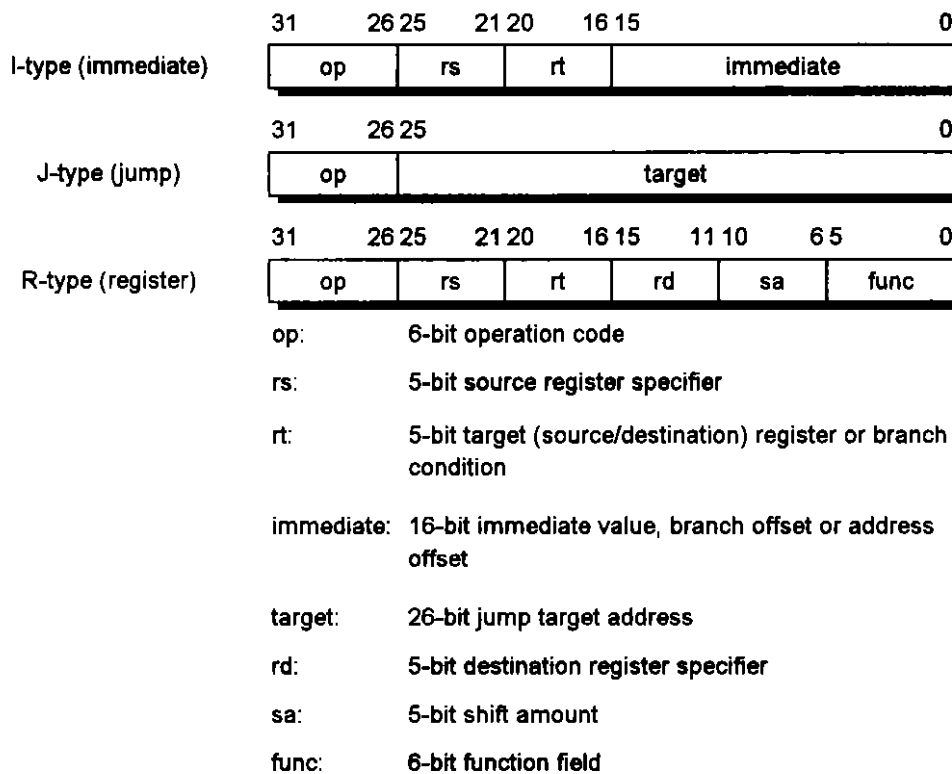 31 26 25 21 20 16 15 0
I-type (immediate) op rs rt immediate
31 26 25 0
J-type (jump) op target
31 26 25 21 20 16 15 11 10 6 5 0
R-type (register) op rs rt rd sa func
op: 6-bit operation code
rs: 5-bit source register specifier
rt: 5-bit target (source/destination) register or branch
condition
immediate: 16-bit immediate value, branch offset or address
offset
target: 26-bit jump target address
rd: 5-bit destination register specifier
sa: 5-bit shift amount
func: 6-bit function field